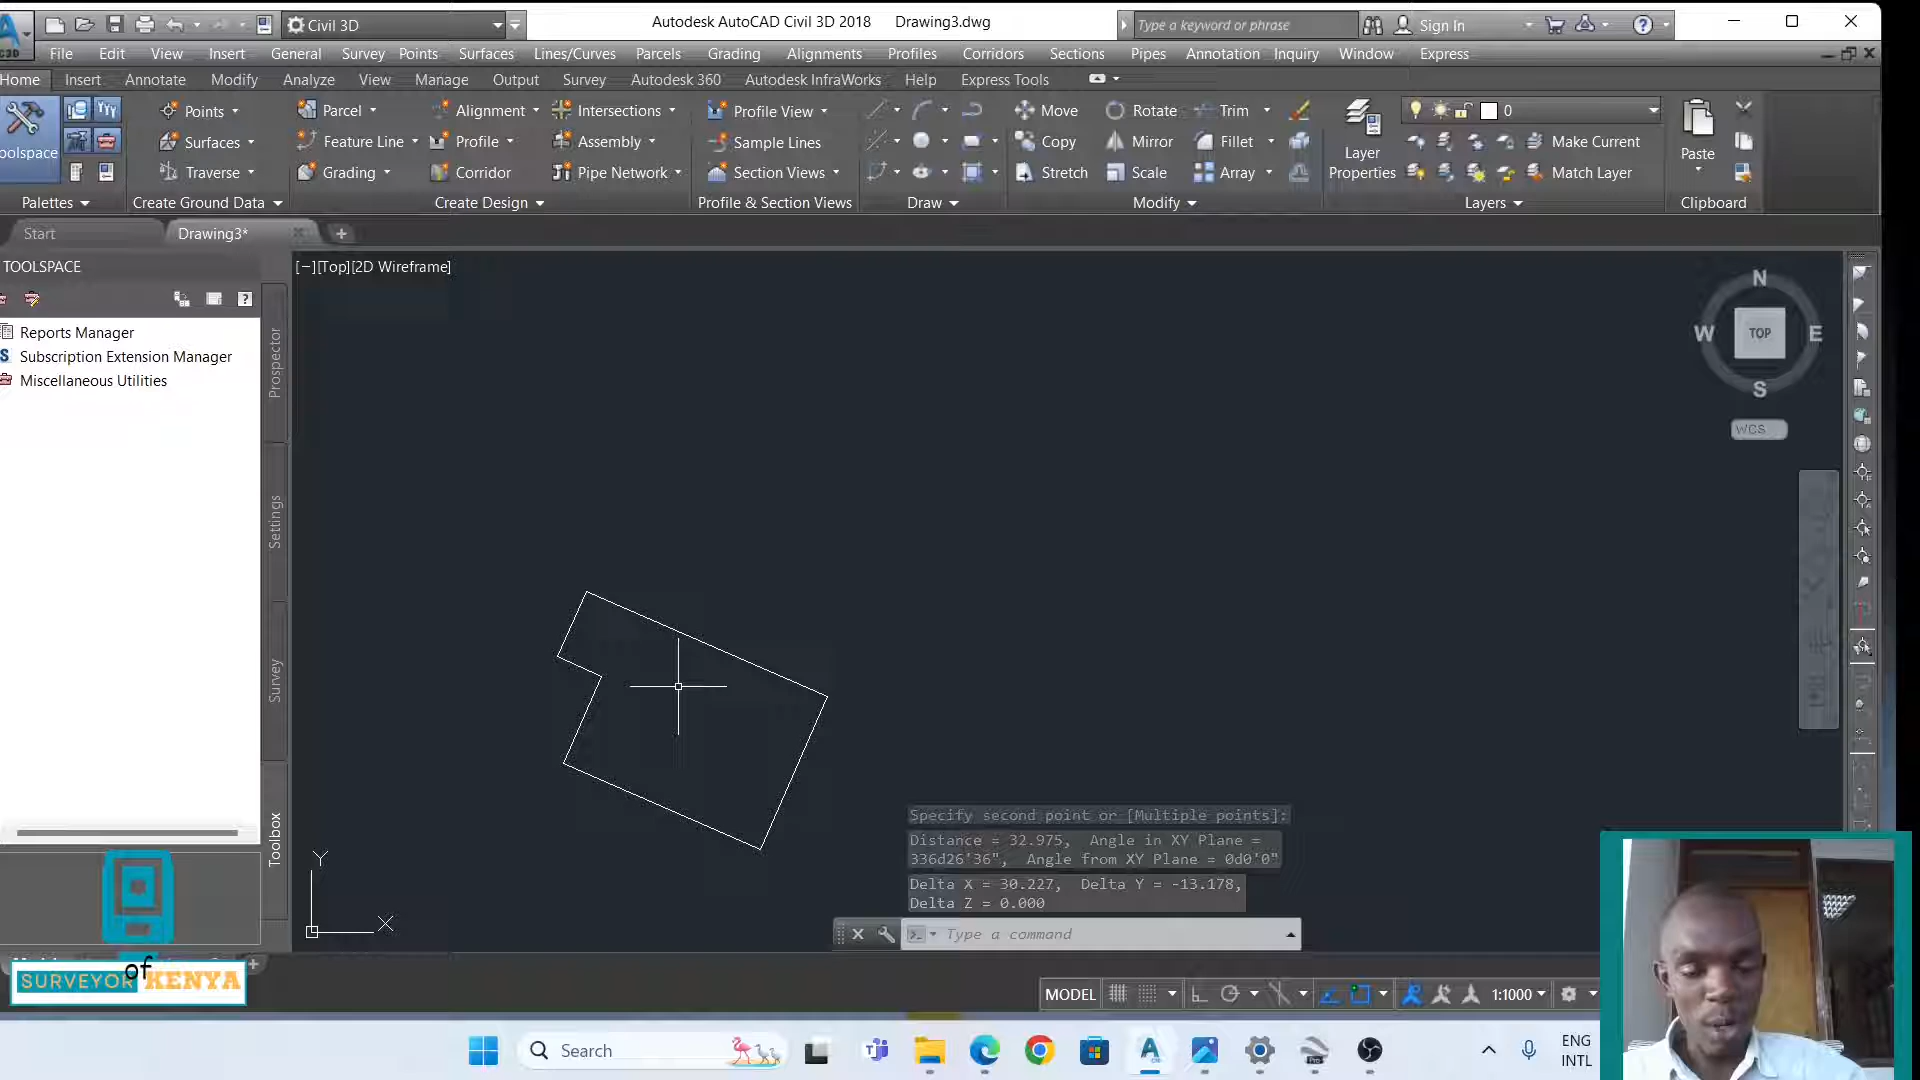 Civil 3D
Autodesk AutoCAD Civil 3D 2018 Drawing3.dwg
Type a keyword or phrase
Sign In
File Edit View Insert General Survey Points Surfaces Lines/Curves Parcels Grading Alignments Profiles Corridors Sections Pipes Annotation Inquiry Window Express
Home Insert Annotate Modify Analyze View Manage Output Survey Autodesk 360 Autodesk InfraWorks Help Express Tools
Points Parcel Alignment Intersections Profile View Move Rotate Trim 0
Surfaces Feature Line Profile Assembly Sample Lines Copy Mirror Fillet Make Current
oolspace Traverse Grading Corridor Pipe Network Section Views Stretch Scale Array Layer Properties Match Layer Paste
Palettes Create Ground Data Create Design Profile & Section Views Draw Modify Layers Clipboard
Start Drawing3*
TOOLSPACE
[−][Top][2D Wireframe]
Reports Manager
Subscription Extension Manager
Miscellaneous Utilities
Prospector
Settings
Survey
Toolbox
N
W TOP E
S
WCS
Y
X
Specify second point or [Multiple points]:
Distance = 32.975, Angle in XY Plane =
336d26'36", Angle from XY Plane = 0d0'0"
Delta X = 30.227, Delta Y = -13.178,
Delta Z = 0.000
Type a command
of
SURVEYOR KENYA
MODEL 1:1000
Search
ENG
INTL